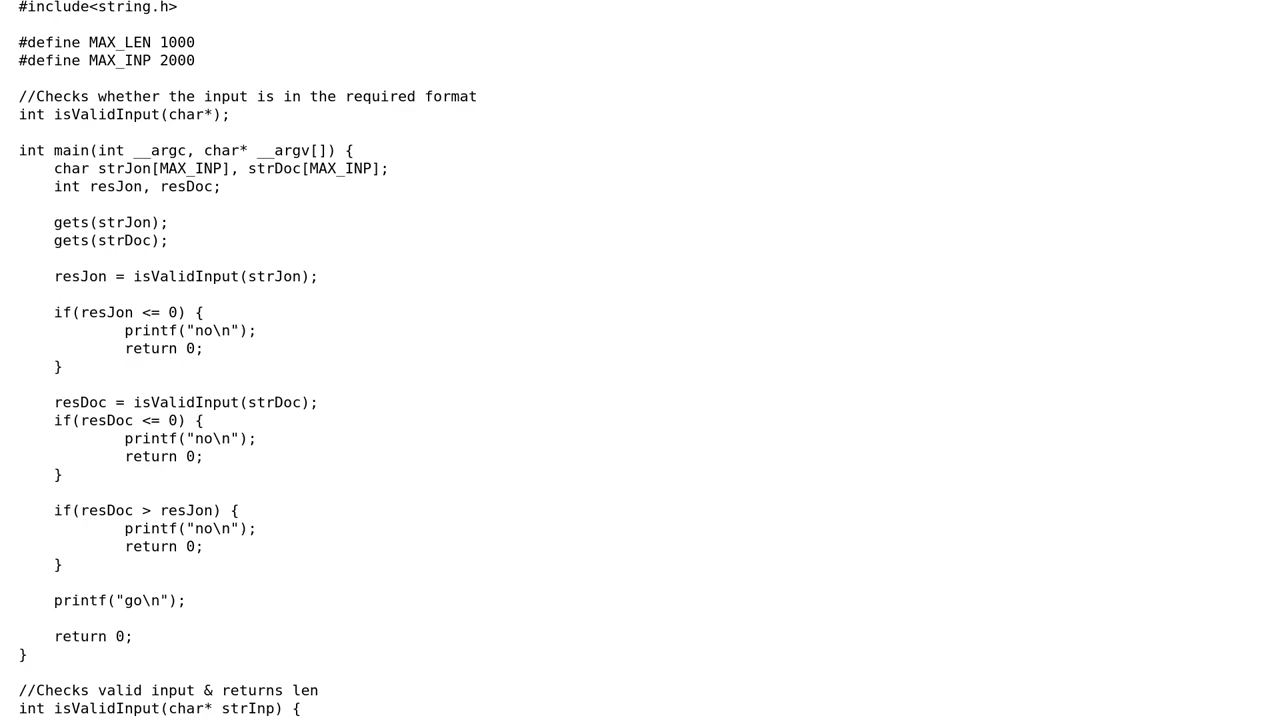 #include<string.h>
#define MAX_LEN 1000
#define MAX_INP 2000
//Checks whether the input is in the required format
int isValidInput(char*);
int main(int __argc, char* __argv[]) {
    char strJon[MAX_INP], strDoc[MAX_INP];
    int resJon, resDoc;
    gets(strJon);
    gets(strDoc);
    resJon = isValidInput(strJon);
    if(resJon <= 0) {
            printf("no\n");
            return 0;
    }
    resDoc = isValidInput(strDoc);
    if(resDoc <= 0) {
            printf("no\n");
            return 0;
    }
    if(resDoc > resJon) {
            printf("no\n");
            return 0;
    }
    printf("go\n");
    return 0;
}
//Checks valid input & returns len
int isValidInput(char* strInp) {